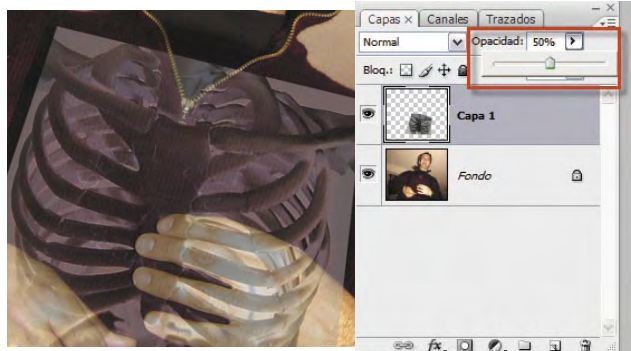 Capas × Canales Trazados
Normal Opacidad: 50%
Bloq.:
Capa 1
Fondo
fx.